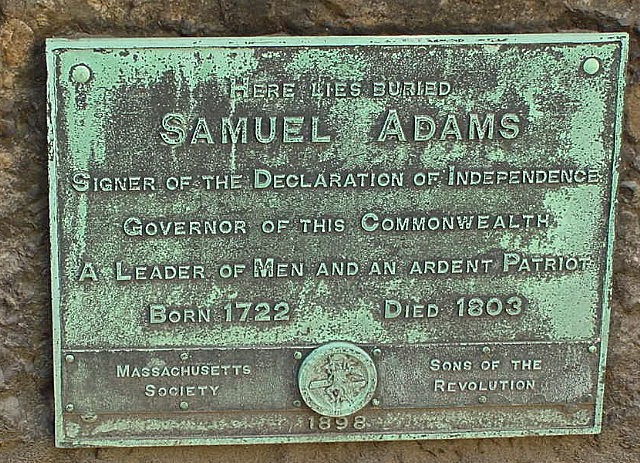 HERE LIES BURIED
SAMUEL ADAMS
SIGNER OF THE DECLARATION OF INDEPENDENCE
GOVERNOR OF THIS COMMONWEALTH
A LEADER OF MEN AND AN ARDENT PATRIOT
BORN 1722 DIED 1803
MASSACHUSETTS
SOCIETY
SONS OF THE
REVOLUTION
1898